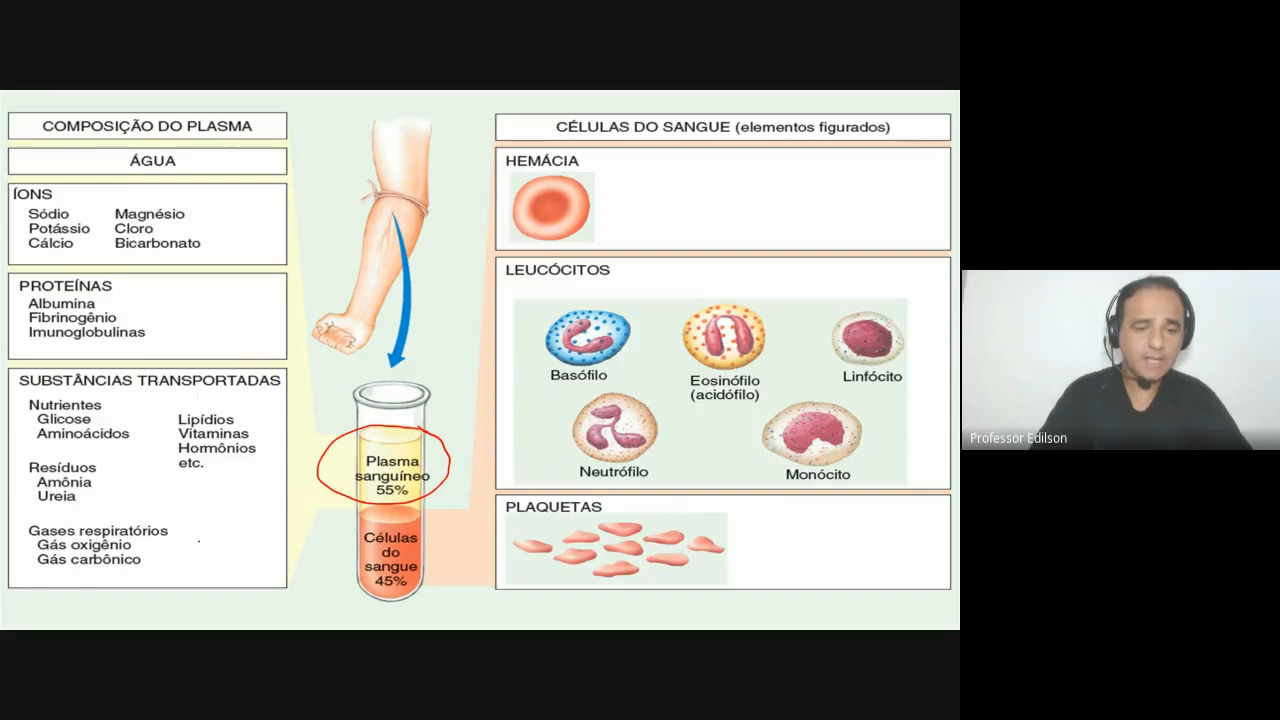 COMPOSIÇÃO DO PLASMA
ÁGUA
ÍONS
Sódio
Potássio
Cálcio
Magnésio
Cloro
Bicarbonato
PROTEÍNAS
Albumina
Fibrinogênio
Imunoglobulinas
SUBSTÂNCIAS TRANSPORTADAS
Nutrientes
Glicose
Aminoácidos
Lipídios
Vitaminas
Hormônios
etc.
Resíduos
Amônia
Ureia
Gases respiratórios
Gás oxigênio
Gás carbônico
Plasma
sanguíneo
55%
Células
do
sangue
45%
CÉLULAS DO SANGUE (elementos figurados)
HEMÁCIA
LEUCÓCITOS
Basófilo
Eosinófilo
(acidófilo)
Linfócito
Neutrófilo
Monócito
PLAQUETAS
Professor Edilson